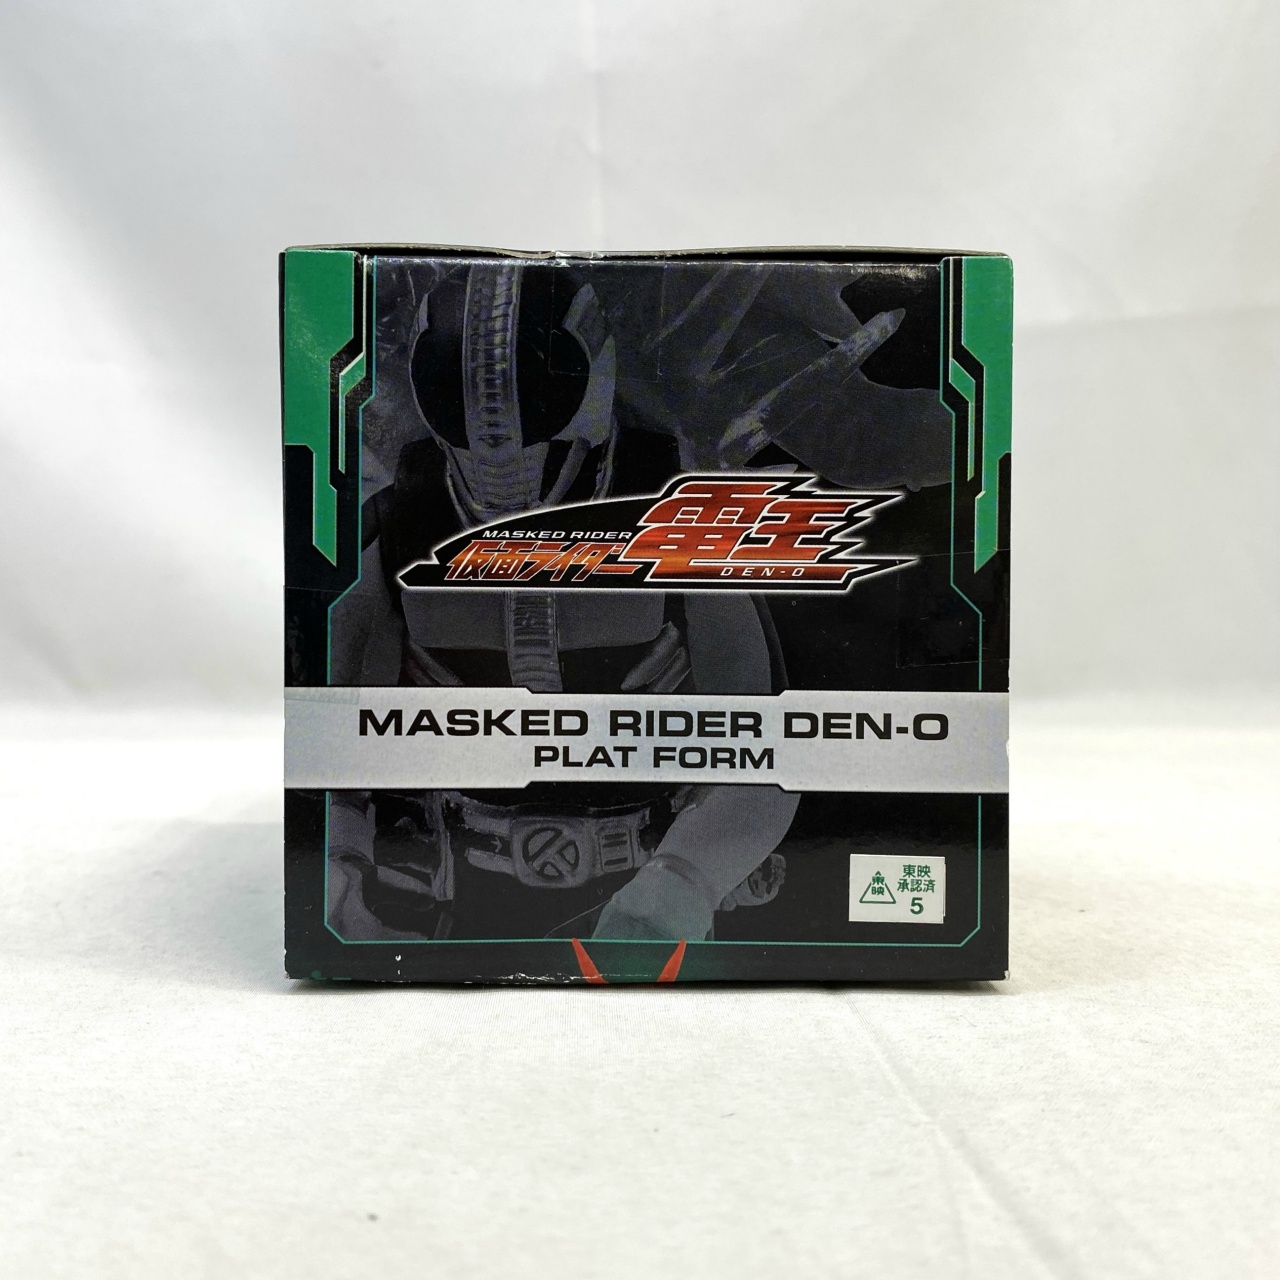 MASKED RIDER
仮面ライダー電王
DEN-O
MASKED RIDER DEN-O
PLAT FORM
東映
東映
承認済
5